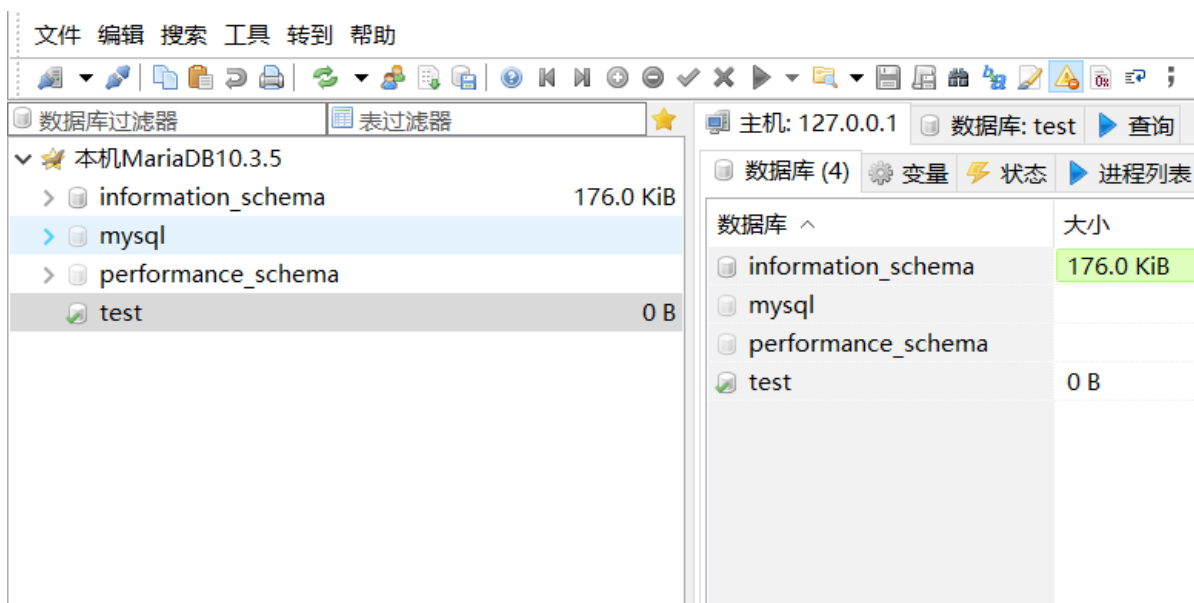 文件 编辑 搜索 工具 转到 帮助
数据库过滤器 表过滤器
本机MariaDB10.3.5
information_schema 176.0 KiB
mysql
performance_schema
test 0 B
主机: 127.0.0.1 数据库: test 查询
数据库 (4) 变量 状态 进程列表
数据库 大小
information_schema 176.0 KiB
mysql
performance_schema
test 0 B